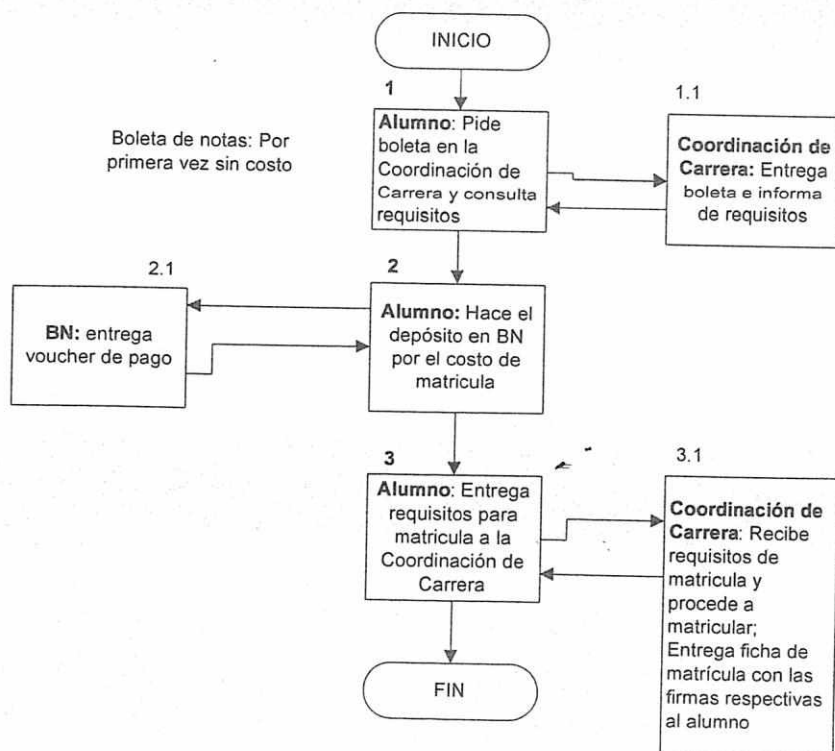 INICIO
1
Alumno: Pide
boleta en la
Coordinación de
Carrera y consulta
requisitos
1.1
Coordinación de
Carrera: Entrega
boleta e informa
de requisitos
Boleta de notas: Por
primera vez sin costo
2.1
BN: entrega
voucher de pago
2
Alumno: Hace el
depósito en BN
por el costo de
matricula
3
Alumno: Entrega
requisitos para
matricula a la
Coordinación de
Carrera
3.1
Coordinación de
Carrera: Recibe
requisitos de
matricula y
procede a
matricular;
Entrega ficha de
matrícula con las
firmas respectivas
al alumno
FIN